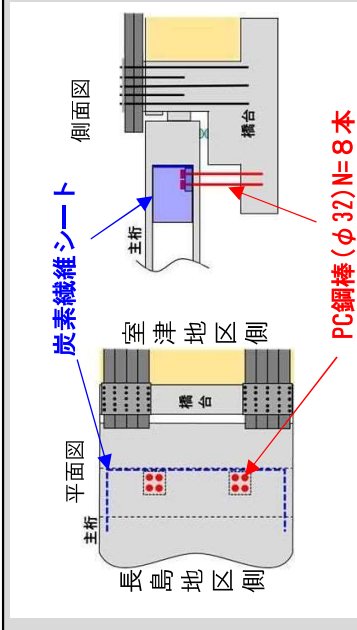 側面図
炭素繊維シート
主桁
橋台
PC鋼棒(φ32)N=8本
室津地区側
平面図
主桁
橋台
長島地区側